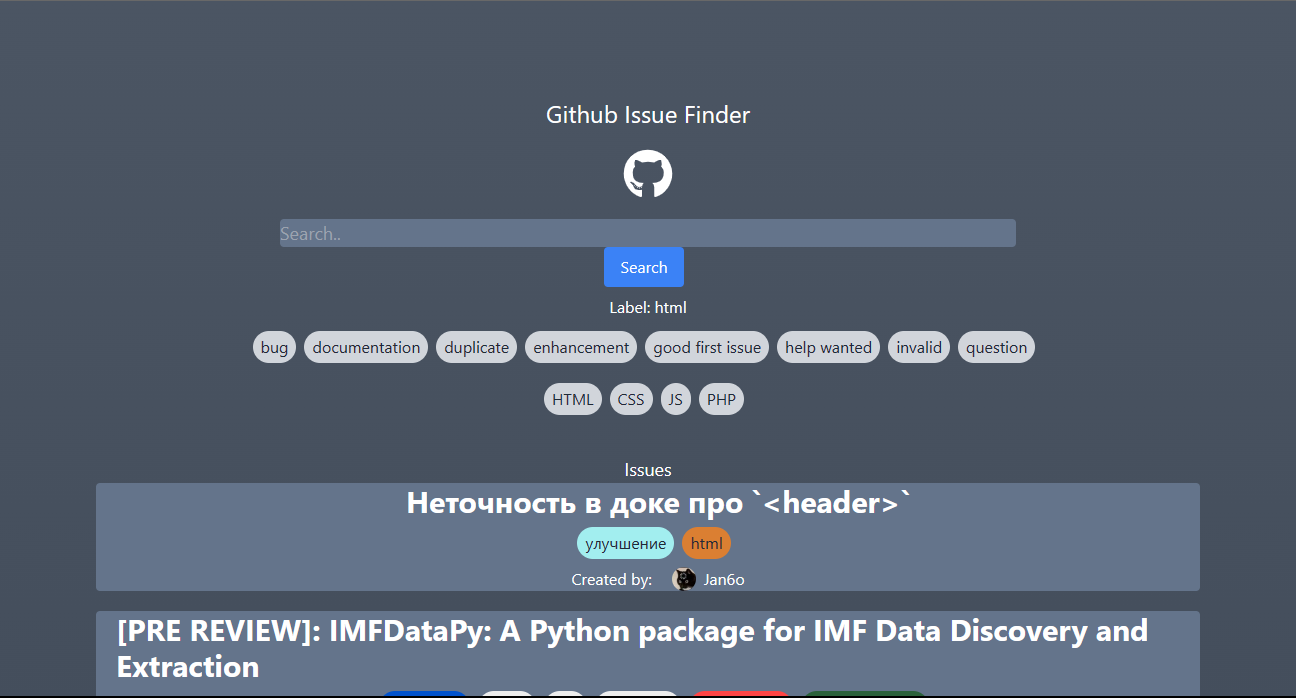 Github Issue Finder
Search..
Search
Label: html
bug documentation duplicate enhancement good first issue help wanted invalid question
HTML CSS JS PHP
Issues
Неточность в доке про `<header>`
улучшение html
Created by: Jan6o
[PRE REVIEW]: IMFDataPy: A Python package for IMF Data Discovery and
Extraction